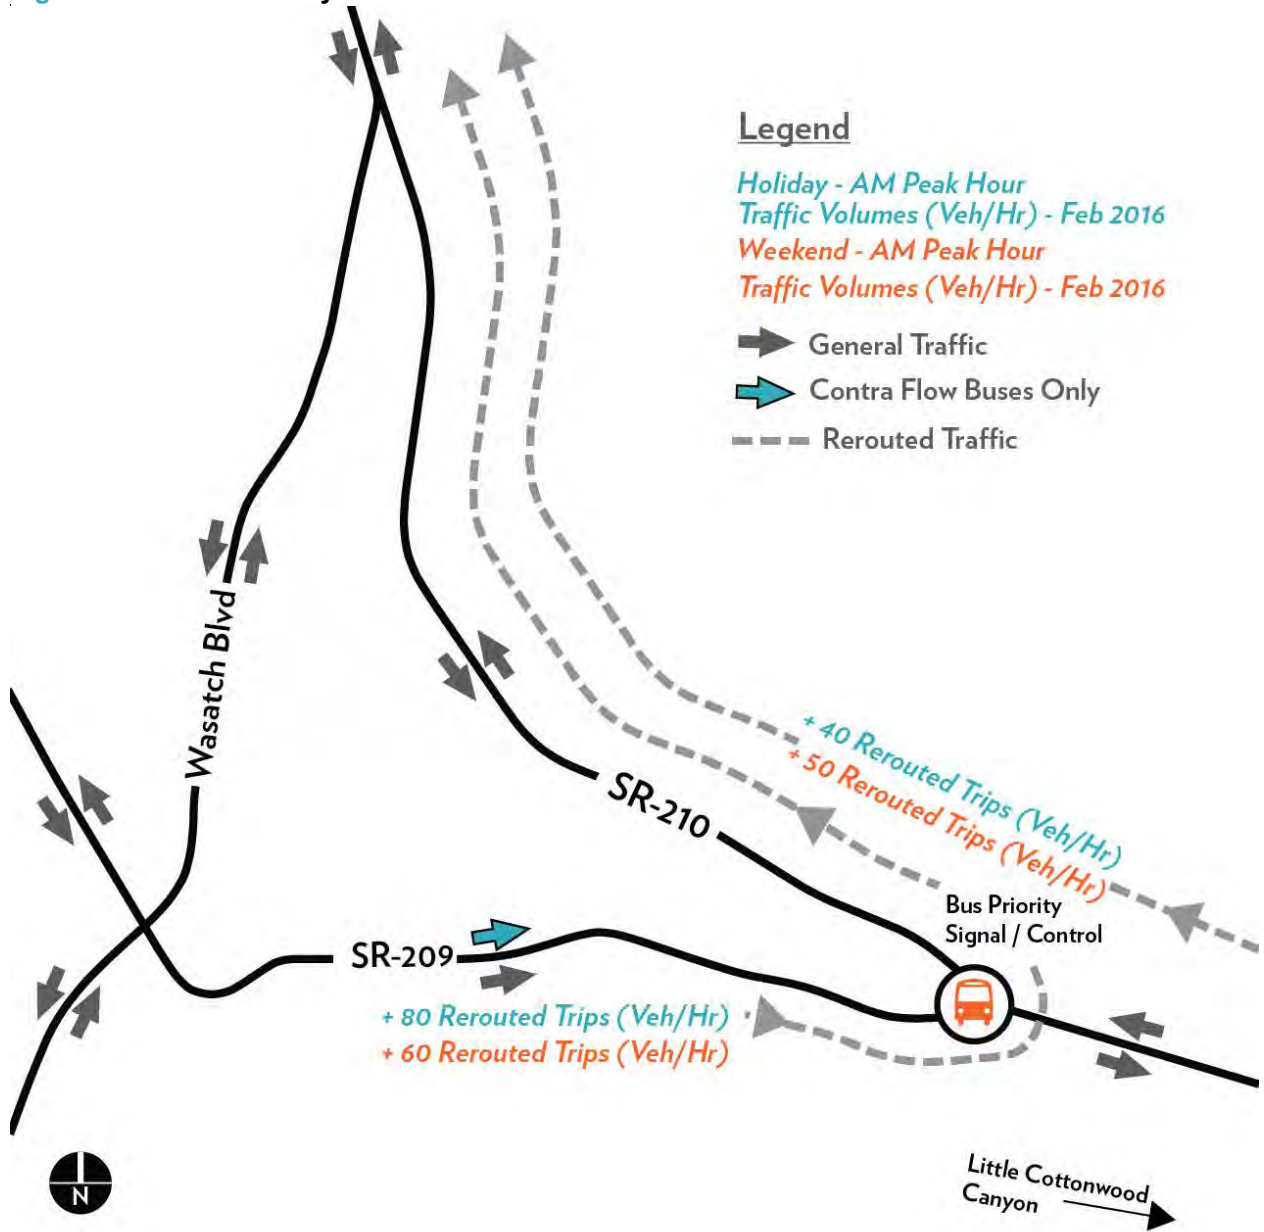 Legend
Holiday - AM Peak Hour
Traffic Volumes (Veh/Hr) - Feb 2016
Weekend - AM Peak Hour
Traffic Volumes (Veh/Hr) - Feb 2016
General Traffic
Contra Flow Buses Only
Rerouted Traffic
Wasatch Blvd
+ 40 Rerouted Trips (Veh/Hr)
+ 50 Rerouted Trips (Veh/Hr)
SR-210
Bus Priority
Signal / Control
SR-209
+ 80 Rerouted Trips (Veh/Hr)
+ 60 Rerouted Trips (Veh/Hr)
N
Little Cottonwood
Canyon